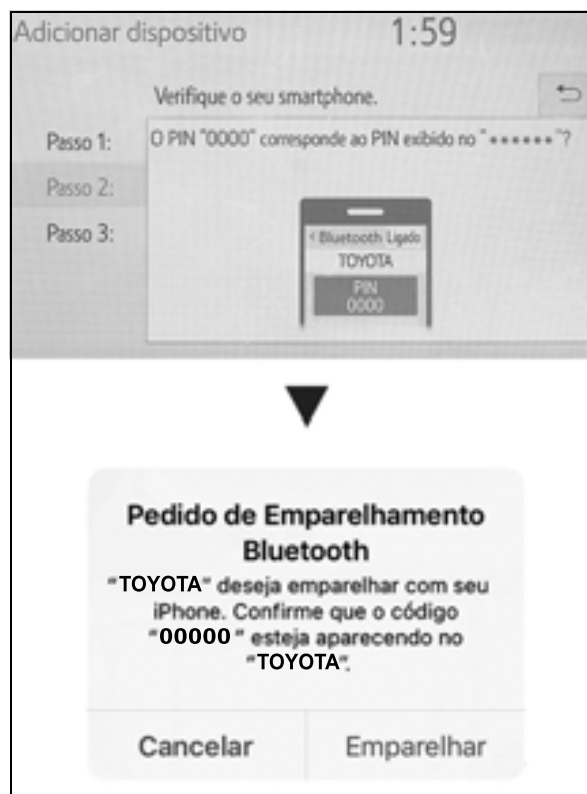 Adicionar dispositivo 1:59
Verifique o seu smartphone.
Passo 1:
O PIN "0000" corresponde ao PIN exibido no "******"?
Passo 2:
Passo 3:
< Bluetooth Ligado
TOYOTA
PIN
0000
Pedido de Emparelhamento
Bluetooth
"TOYOTA" deseja emparelhar com seu
iPhone. Confirme que o código
"00000" esteja aparecendo no
"TOYOTA".
Cancelar Emparelhar